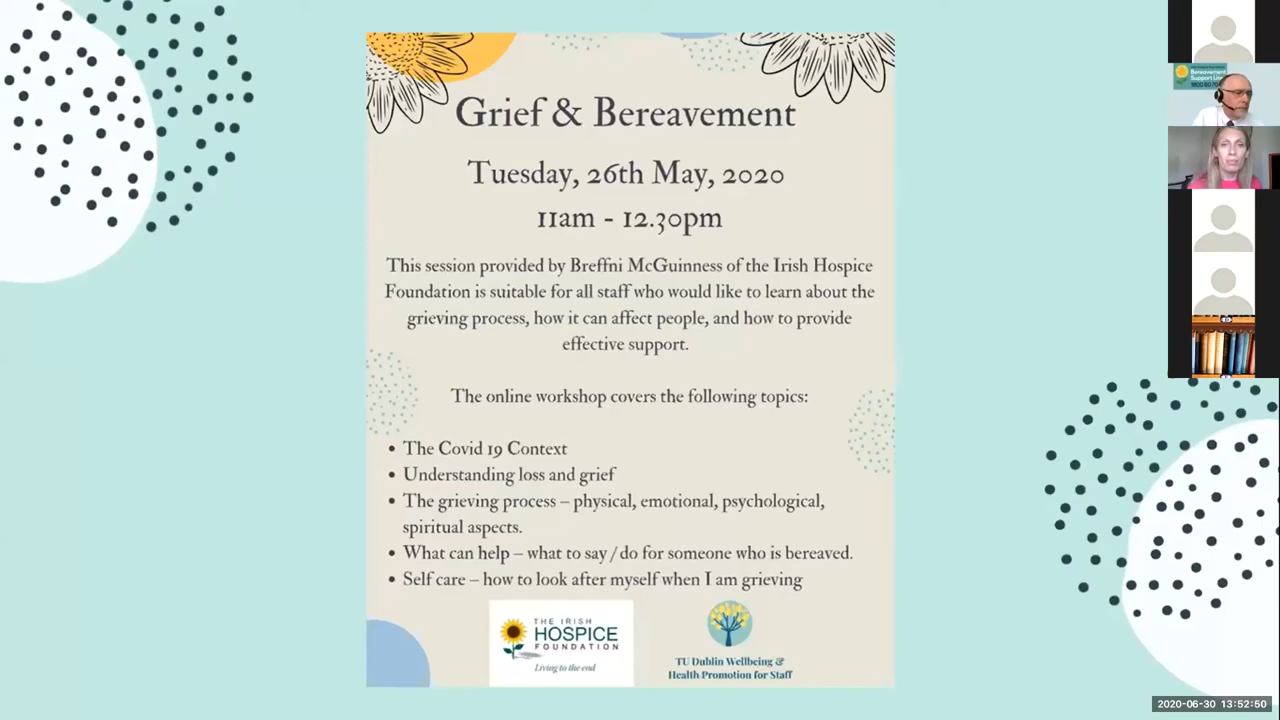 Grief & Bereavement
Tuesday, 26th May, 2020
11am - 12.30pm
This session provided by Breffni McGuinness of the Irish Hospice
Foundation is suitable for all staff who would like to learn about the
grieving process, how it can affect people, and how to provide
effective support.
The online workshop covers the following topics:
• The Covid 19 Context
• Understanding loss and grief
• The grieving process – physical, emotional, psychological,
spiritual aspects.
• What can help – what to say / do for someone who is bereaved.
• Self care – how to look after myself when I am grieving
THE IRISH
HOSPICE
FOUNDATION
Living to the end
TU Dublin Wellbeing &
Health Promotion for Staff
Bereavement
Support Line
2020-06-30 13:52:50